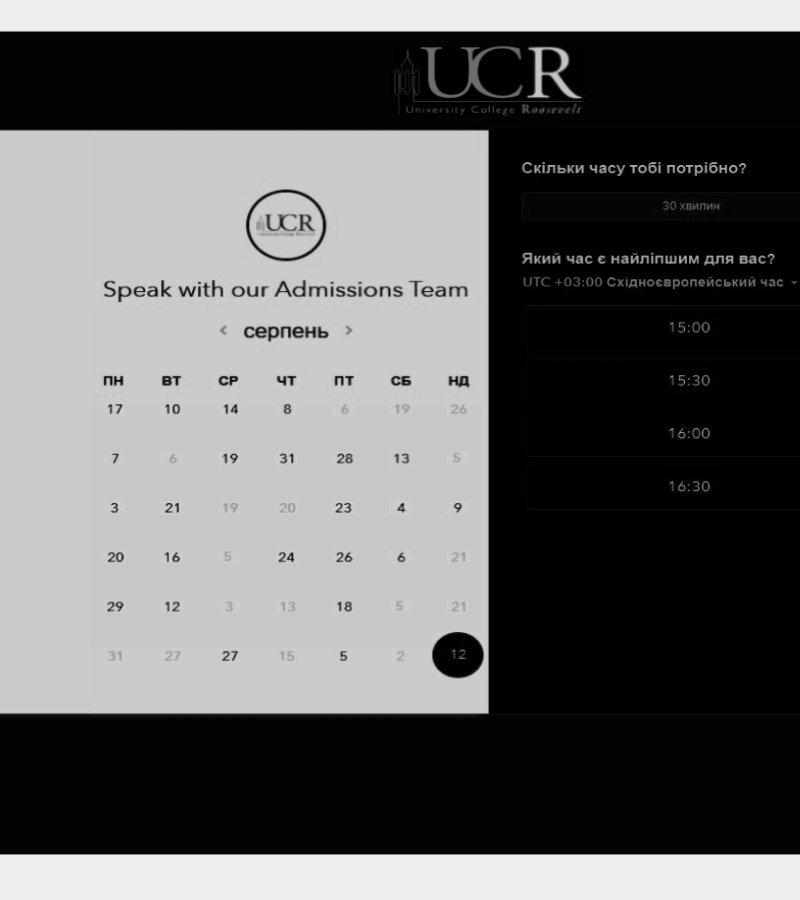 UCR
University College Roosevelt
UCR
Speak with our Admissions Team
< серпень >
ПН ВТ СР ЧТ ПТ СБ НД
17 10 14 8 6 19 26
7 6 19 31 28 13 5
3 21 19 20 23 4 9
20 16 5 24 26 6 21
29 12 3 13 18 5 21
31 27 27 15 5 2 12
Скільки часу тобі потрібно?
30 хвилин
Який час є найліпшим для вас?
UTC +03:00 Східноєвропейський час
15:00
15:30
16:00
16:30